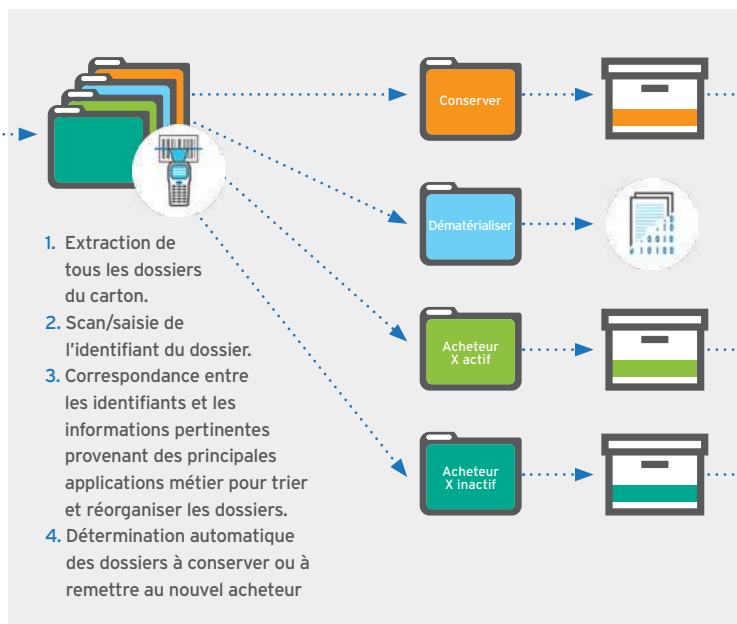 Conserver
Dématérialiser
Acheteur
X actif
Acheteur
X inactif
1. Extraction de
tous les dossiers
du carton.
2. Scan/saisie de
l'identifiant du dossier.
3. Correspondance entre
les identifiants et les
informations pertinentes
provenant des principales
applications métier pour trier
et réorganiser les dossiers.
4. Détermination automatique
des dossiers à conserver ou à
remettre au nouvel acheteur